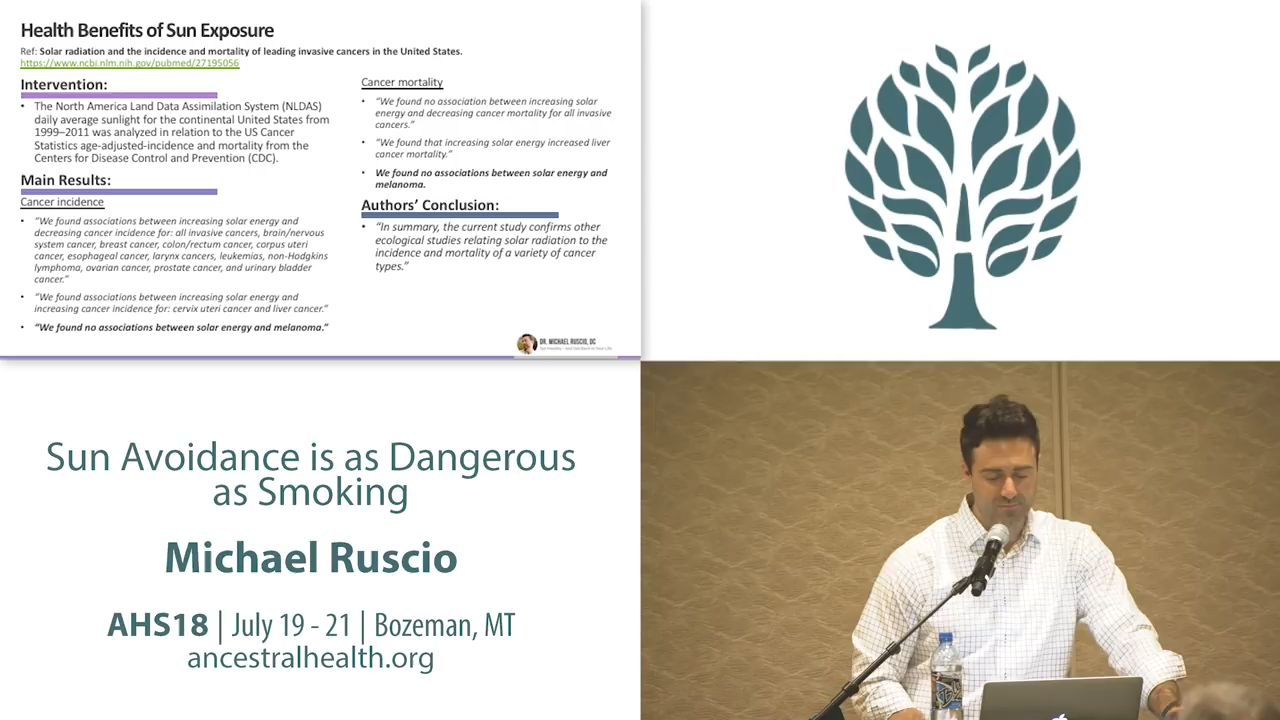 Health Benefits of Sun Exposure
Ref: Solar radiation and the incidence and mortality of leading invasive cancers in the United States.
https://www.ncbi.nlm.nih.gov/pubmed/27195056
Intervention:
• The North America Land Data Assimilation System (NLDAS)
daily average sunlight for the continental United States from
1999–2011 was analyzed in relation to the US Cancer
Statistics age-adjusted-incidence and mortality from the
Centers for Disease Control and Prevention (CDC).
Main Results:
Cancer incidence
• “We found associations between increasing solar energy and
decreasing cancer incidence for: all invasive cancers, brain/nervous
system cancer, breast cancer, colon/rectum cancer, corpus uteri
cancer, esophageal cancer, larynx cancers, leukemias, non-Hodgkins
lymphoma, ovarian cancer, prostate cancer, and urinary bladder
cancer.”
• “We found associations between increasing solar energy and
increasing cancer incidence for: cervix uteri cancer and liver cancer.”
• “We found no associations between solar energy and melanoma.”
Cancer mortality
• “We found no association between increasing solar
energy and decreasing cancer mortality for all invasive
cancers.”
• “We found that increasing solar energy increased liver
cancer mortality.”
• We found no associations between solar energy and
melanoma.
Authors’ Conclusion:
• “In summary, the current study confirms other
ecological studies relating solar radiation to the
incidence and mortality of a variety of cancer
types.”
DR. MICHAEL RUSCIO, DC
Sun Avoidance is as Dangerous
as Smoking
Michael Ruscio
AHS18 | July 19 - 21 | Bozeman, MT
ancestralhealth.org